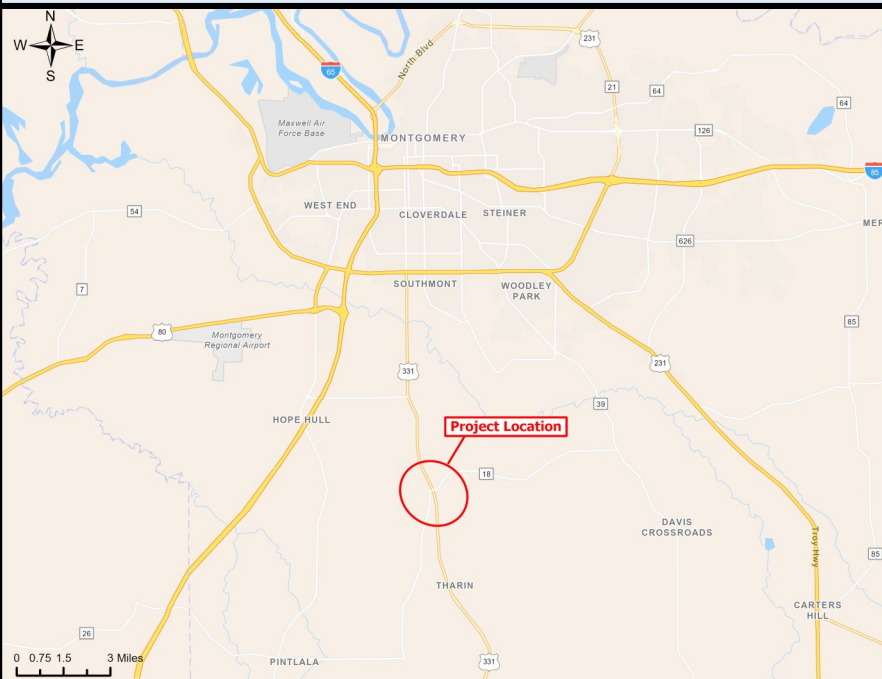 N
W E
S
231
65
North Blvd
21
64
64
126
Maxwell Air
Force Base
MONTGOMERY
85
WEST END
CLOVERDALE
STEINER
54
MER
626
7
SOUTHMONT
WOODLEY
PARK
85
80
Montgomery
Regional Airport
331
231
39
HOPE HULL
Project Location
18
DAVIS
CROSSROADS
Troy Hwy
85
THARIN
CARTERS
HILL
26
0 0.75 1.5 3 Miles
PINTLALA
331